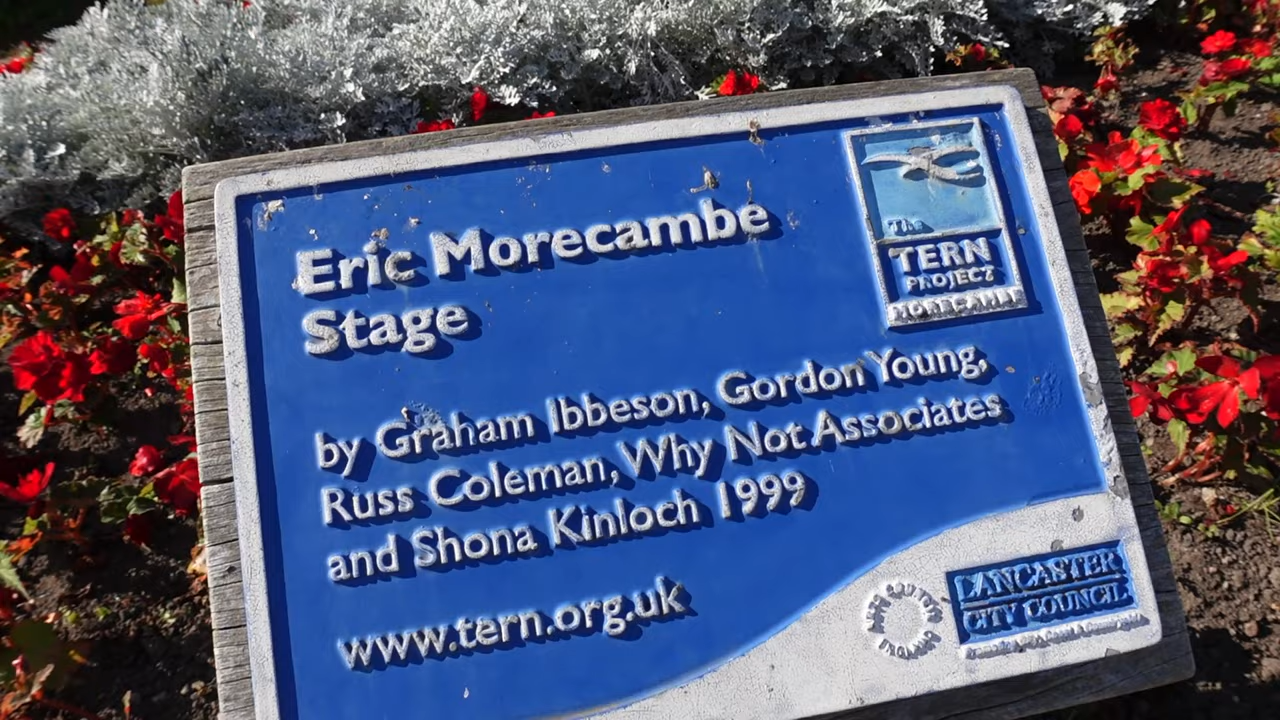 Eric Morecambe
Stage
The
TERN
PROJECT
MORECAMBE
by Graham Ibbeson, Gordon Young,
Russ Coleman, Why Not Associates
and Shona Kinloch 1999
www.tern.org.uk
LANCASTER
CITY COUNCIL